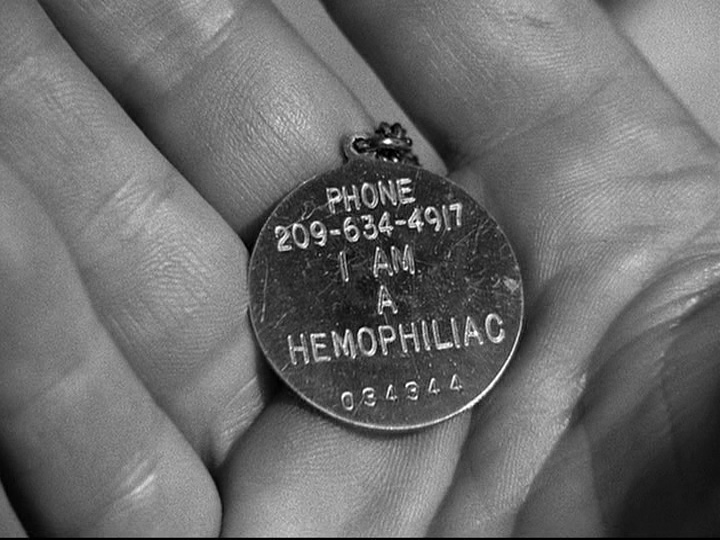 PHONE
209-634-4917
I AM
A
HEMOPHILIAC
034344